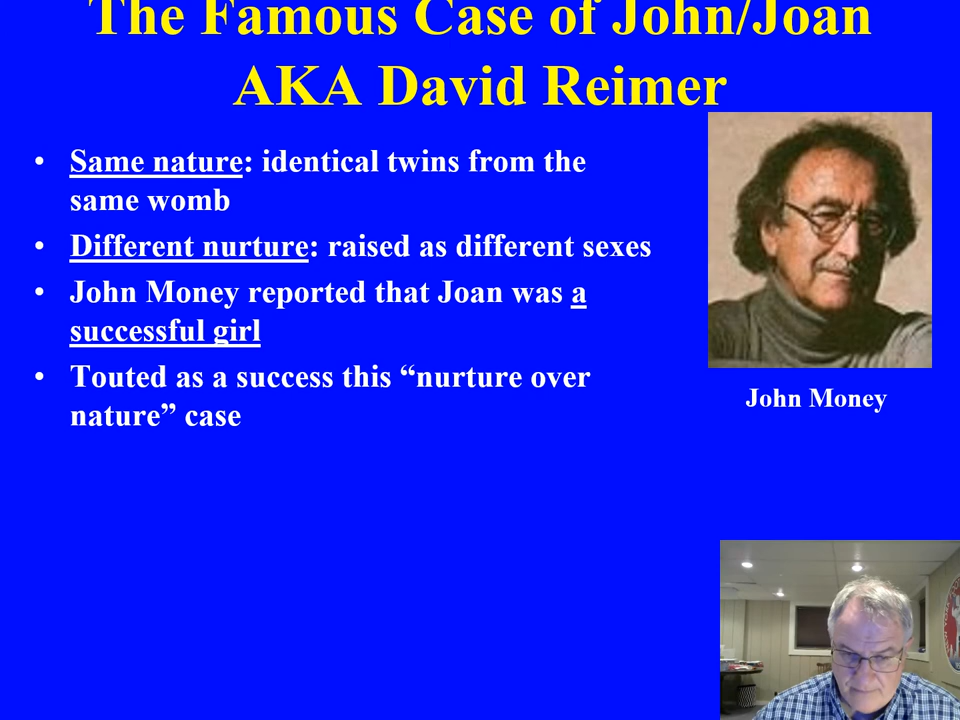 The Famous Case of John/Joan
AKA David Reimer
• Same nature: identical twins from the
same womb
• Different nurture: raised as different sexes
• John Money reported that Joan was a
successful girl
• Touted as a success this “nurture over
nature” case
John Money